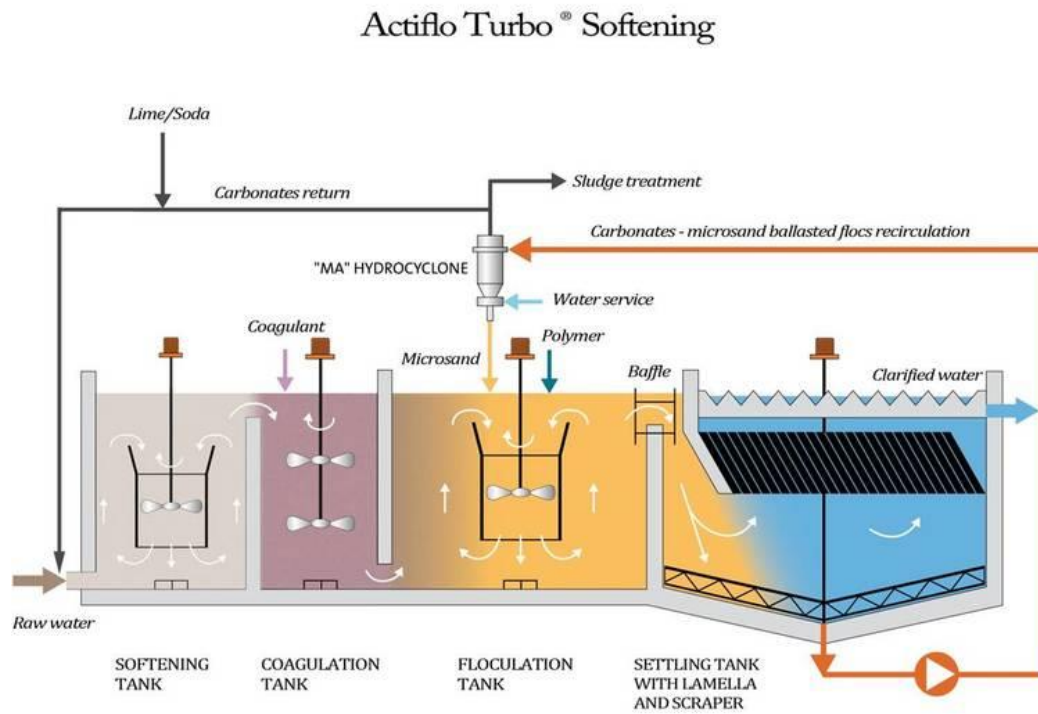 Actiflo Turbo ® Softening
Lime/Soda
Carbonates return
Sludge treatment
Carbonates - microsand ballasted flocs recirculation
"MA" HYDROCYCLONE
Water service
Coagulant
Microsand
Polymer
Baffle
Clarified water
Raw water
SOFTENING
TANK
COAGULATION
TANK
FLOCULATION
TANK
SETTLING TANK
WITH LAMELLA
AND SCRAPER